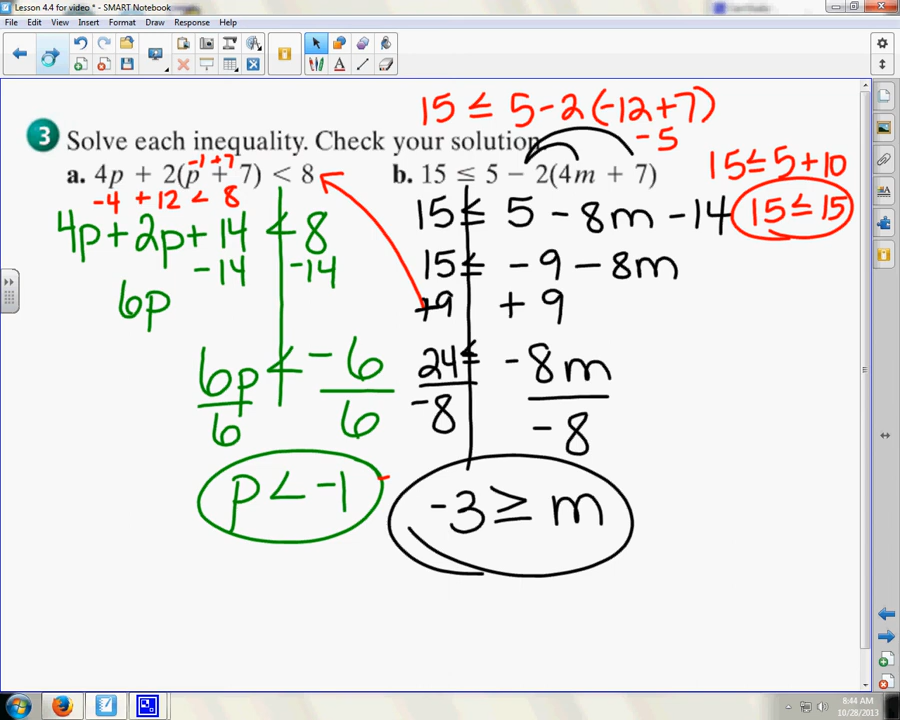 Lesson 4.4 for video * - SMART Notebook
File Edit View Insert Format Tools Add-ons Draw Response Help
15 ≤ 5-2(-12+7)
-5
3 Solve each inequality. Check your solution.
-1+7
a. 4p + 2(p + 7) < 8
b. 15 ≤ 5 − 2(4m + 7)
15≤5+10
-4 +12 < 8
15≤15
4p+2p+14 < 8
-14 -14
6p
6p < -6
6 6
p < -1
15 ≤ 5 - 8m - 14
15 ≤ -9 - 8m
+9 +9
24 ≤ -8m
-8 -8
-3 ≥ m
8:44 AM
10/28/2013